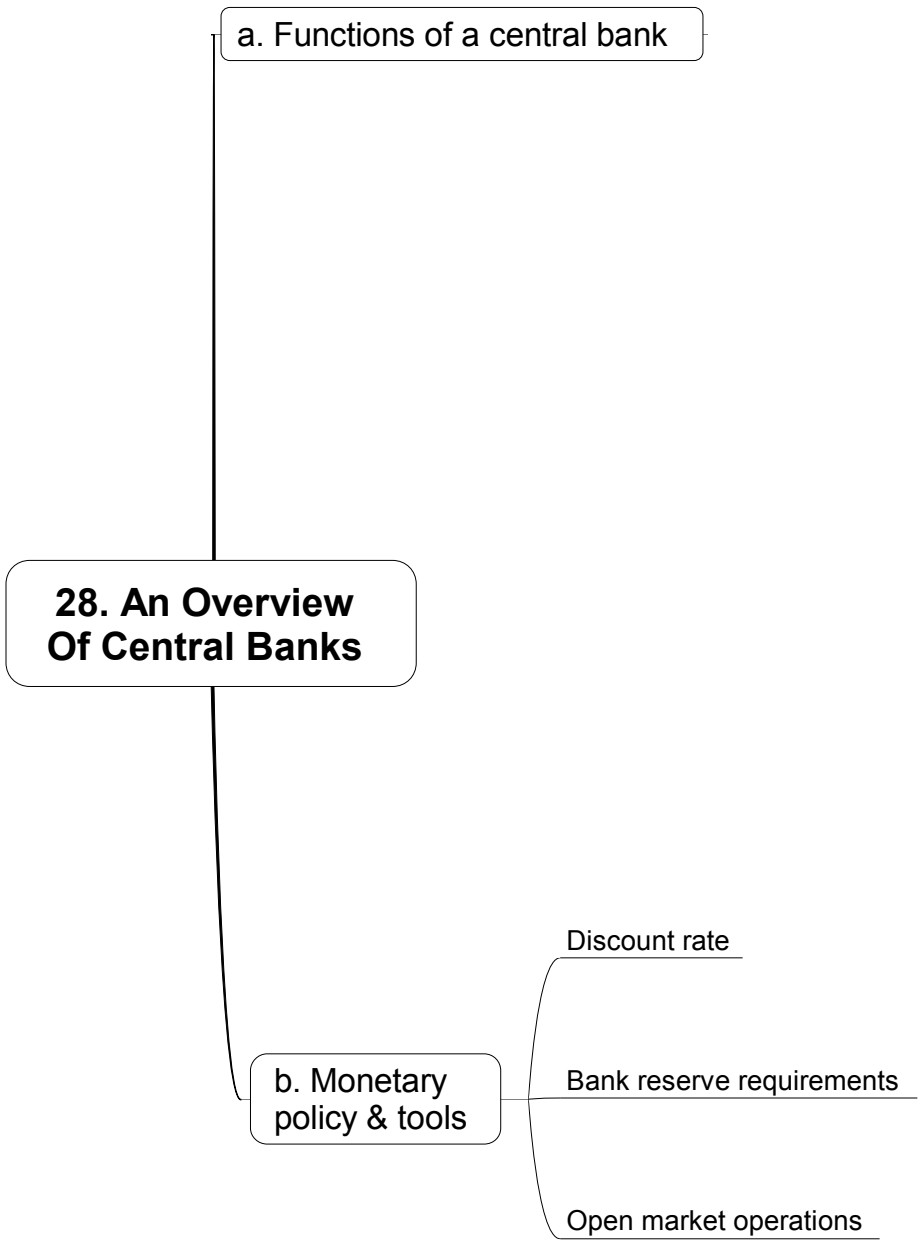 a. Functions of a central bank
28. An Overview
Of Central Banks
Discount rate
b. Monetary
policy & tools
Bank reserve requirements
Open market operations